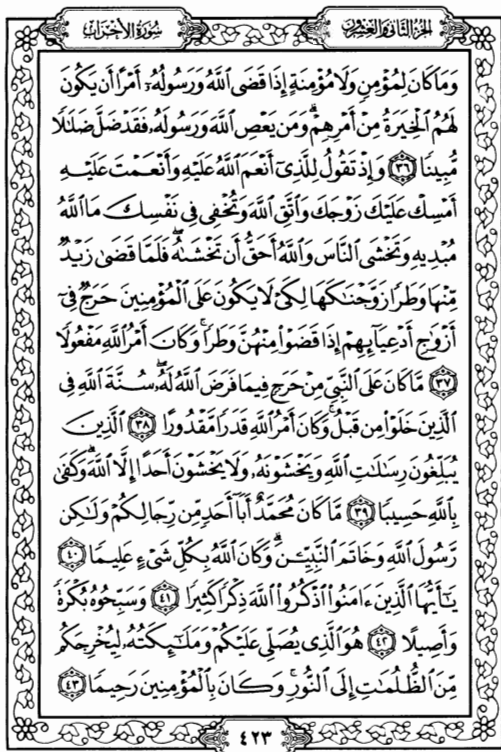 الجزء الثاني والعشرون سورة الأحزاب
وَمَا كَانَ لِمُؤْمِنٍ وَلَا مُؤْمِنَةٍ إِذَا قَضَى ٱللَّهُ وَرَسُولُهُۥٓ أَمْرًا أَن يَكُونَ
لَهُمُ ٱلْخِيَرَةُ مِنْ أَمْرِهِمْ ۗ وَمَن يَعْصِ ٱللَّهَ وَرَسُولَهُۥ فَقَدْ ضَلَّ ضَلَـٰلًا
مُّبِينًا ٣٦ وَإِذْ تَقُولُ لِلَّذِىٓ أَنْعَمَ ٱللَّهُ عَلَيْهِ وَأَنْعَمْتَ عَلَيْهِ
أَمْسِكْ عَلَيْكَ زَوْجَكَ وَٱتَّقِ ٱللَّهَ وَتُخْفِى فِى نَفْسِكَ مَا ٱللَّهُ
مُبْدِيهِ وَتَخْشَى ٱلنَّاسَ وَٱللَّهُ أَحَقُّ أَن تَخْشَىٰهُ ۖ فَلَمَّا قَضَىٰ زَيْدٌ
مِّنْهَا وَطَرًا زَوَّجْنَـٰكَهَا لِكَىْ لَا يَكُونَ عَلَى ٱلْمُؤْمِنِينَ حَرَجٌ فِىٓ
أَزْوَٰجِ أَدْعِيَآئِهِمْ إِذَا قَضَوْا۟ مِنْهُنَّ وَطَرًا ۚ وَكَانَ أَمْرُ ٱللَّهِ مَفْعُولًا
٣٧ مَّا كَانَ عَلَى ٱلنَّبِىِّ مِنْ حَرَجٍ فِيمَا فَرَضَ ٱللَّهُ لَهُۥ ۖ سُنَّةَ ٱللَّهِ فِى
ٱلَّذِينَ خَلَوْا۟ مِن قَبْلُ ۚ وَكَانَ أَمْرُ ٱللَّهِ قَدَرًا مَّقْدُورًا ٣٨ ٱلَّذِينَ
يُبَلِّغُونَ رِسَـٰلَـٰتِ ٱللَّهِ وَيَخْشَوْنَهُۥ وَلَا يَخْشَوْنَ أَحَدًا إِلَّا ٱللَّهَ ۗ وَكَفَىٰ
بِٱللَّهِ حَسِيبًا ٣٩ مَّا كَانَ مُحَمَّدٌ أَبَآ أَحَدٍ مِّن رِّجَالِكُمْ وَلَـٰكِن
رَّسُولَ ٱللَّهِ وَخَاتَمَ ٱلنَّبِيِّـۧنَ ۗ وَكَانَ ٱللَّهُ بِكُلِّ شَىْءٍ عَلِيمًا ٤٠
يَـٰٓأَيُّهَا ٱلَّذِينَ ءَامَنُوا۟ ٱذْكُرُوا۟ ٱللَّهَ ذِكْرًا كَثِيرًا ٤١ وَسَبِّحُوهُ بُكْرَةً
وَأَصِيلًا ٤٢ هُوَ ٱلَّذِى يُصَلِّى عَلَيْكُمْ وَمَلَـٰٓئِكَتُهُۥ لِيُخْرِجَكُم
مِّنَ ٱلظُّلُمَـٰتِ إِلَى ٱلنُّورِ ۚ وَكَانَ بِٱلْمُؤْمِنِينَ رَحِيمًا ٤٣
٤٢٣